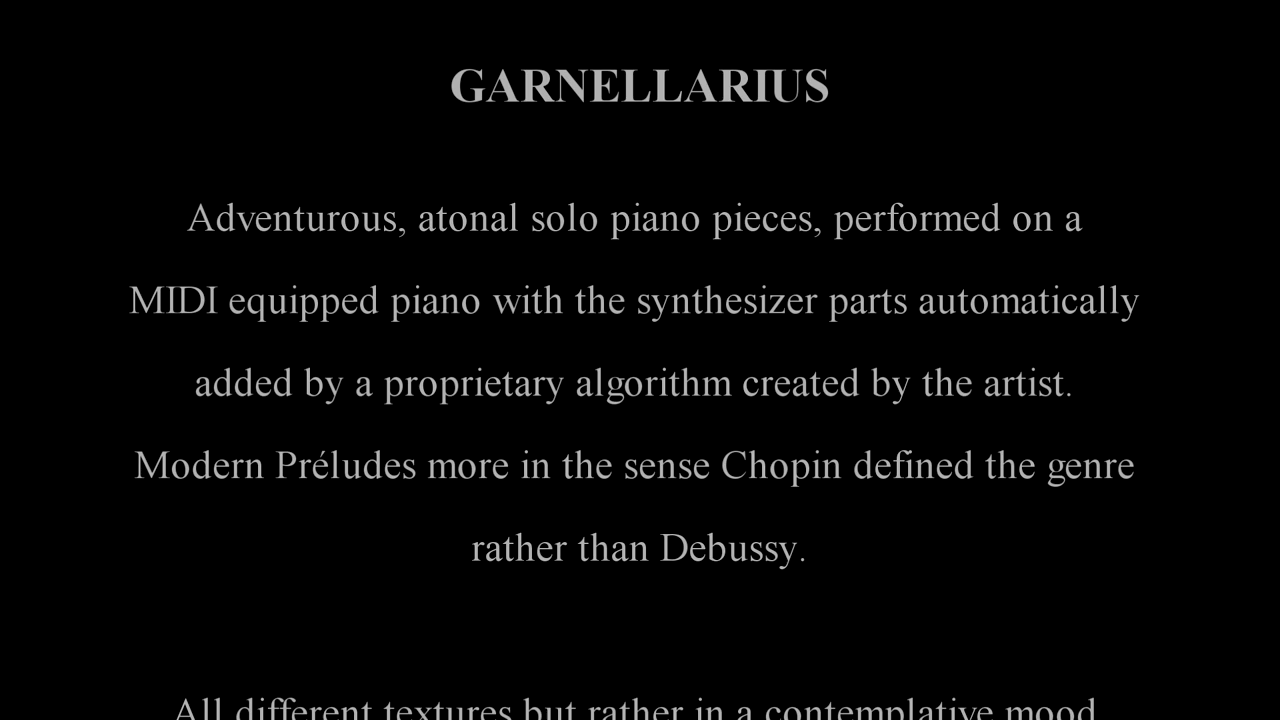 GARNELLARIUS
Adventurous, atonal solo piano pieces, performed on a
MIDI equipped piano with the synthesizer parts automatically
added by a proprietary algorithm created by the artist.
Modern Préludes more in the sense Chopin defined the genre
rather than Debussy.
All different textures but rather in a contemplative mood